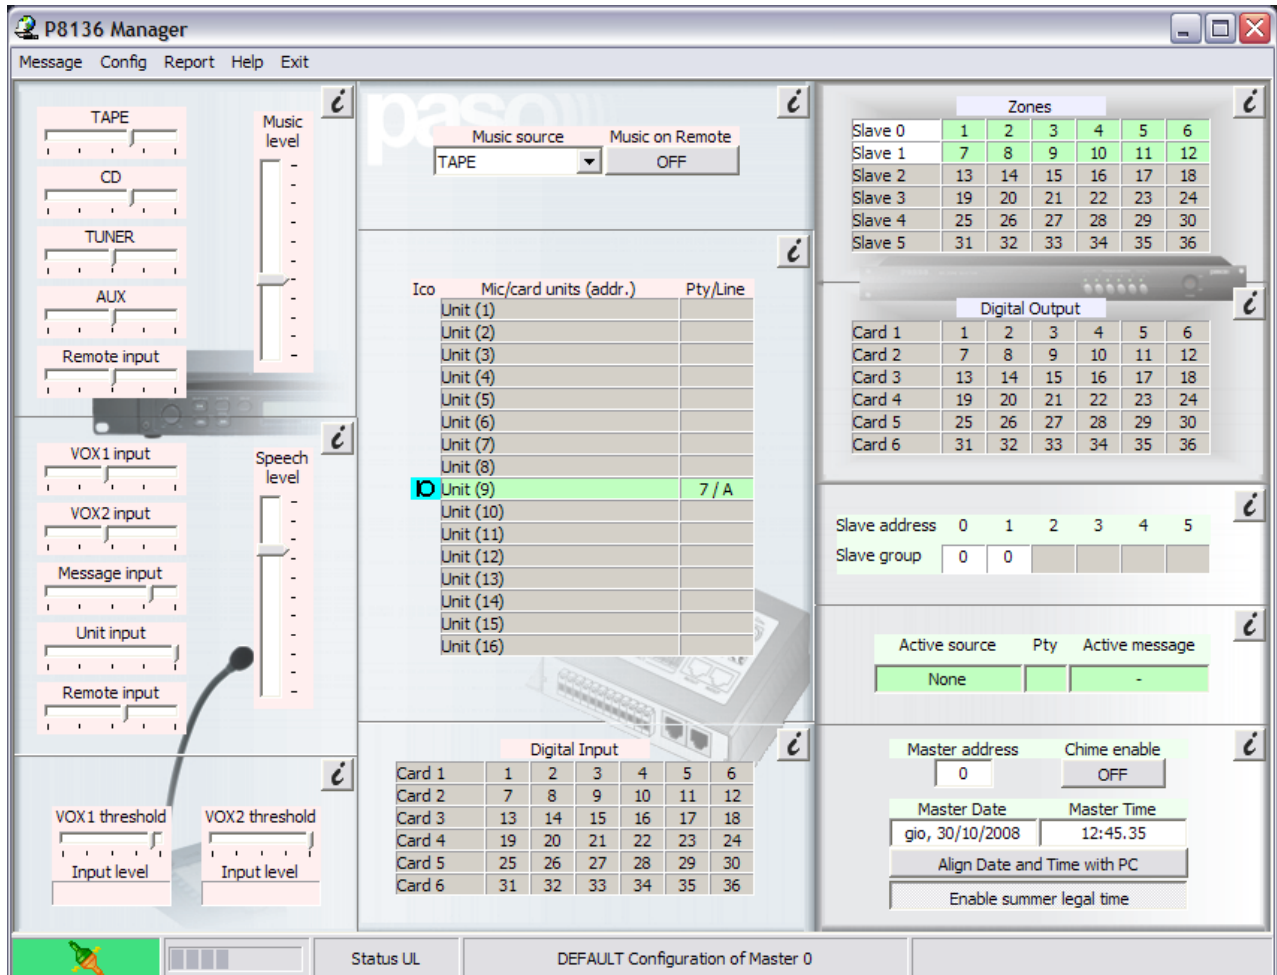 P8136 Manager
Message Config Report Help Exit
TAPE
CD
TUNER
AUX
Remote input
Music level
VOX1 input
VOX2 input
Message input
Unit input
Remote input
Speech level
VOX1 threshold VOX2 threshold
Input level Input level
paso
Music source Music on Remote
TAPE OFF
Ico Mic/card units (addr.) Pty/Line
Unit (1)
Unit (2)
Unit (3)
Unit (4)
Unit (5)
Unit (6)
Unit (7)
Unit (8)
Unit (9) 7 / A
Unit (10)
Unit (11)
Unit (12)
Unit (13)
Unit (14)
Unit (15)
Unit (16)
Digital Input
Card 1 1 2 3 4 5 6
Card 2 7 8 9 10 11 12
Card 3 13 14 15 16 17 18
Card 4 19 20 21 22 23 24
Card 5 25 26 27 28 29 30
Card 6 31 32 33 34 35 36
Zones
Slave 0 1 2 3 4 5 6
Slave 1 7 8 9 10 11 12
Slave 2 13 14 15 16 17 18
Slave 3 19 20 21 22 23 24
Slave 4 25 26 27 28 29 30
Slave 5 31 32 33 34 35 36
Digital Output
Card 1 1 2 3 4 5 6
Card 2 7 8 9 10 11 12
Card 3 13 14 15 16 17 18
Card 4 19 20 21 22 23 24
Card 5 25 26 27 28 29 30
Card 6 31 32 33 34 35 36
Slave address 0 1 2 3 4 5
Slave group 0 0
Active source Pty Active message
None -
Master address Chime enable
0 OFF
Master Date Master Time
gio, 30/10/2008 12:45.35
Align Date and Time with PC
Enable summer legal time
Status UL DEFAULT Configuration of Master 0